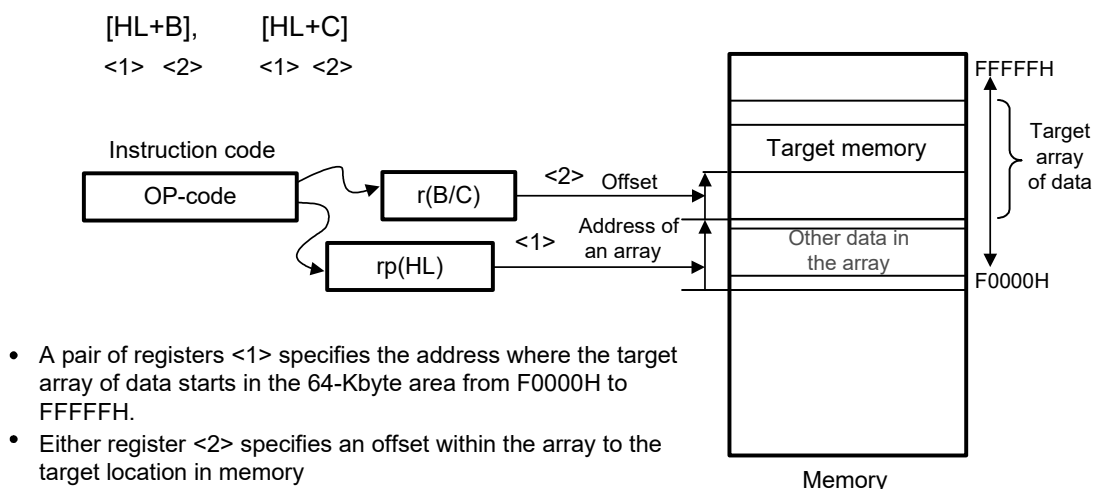 [HL+B], [HL+C]
<1> <2> <1> <2>
FFFFFH
Target
array
of data
Target memory
Instruction code
OP-code
r(B/C)
<2> Offset
Address of
an array
<1>
rp(HL)
Other data in
the array
F0000H
• A pair of registers <1> specifies the address where the target
array of data starts in the 64-Kbyte area from F0000H to
FFFFFH.
• Either register <2> specifies an offset within the array to the
target location in memory
Memory